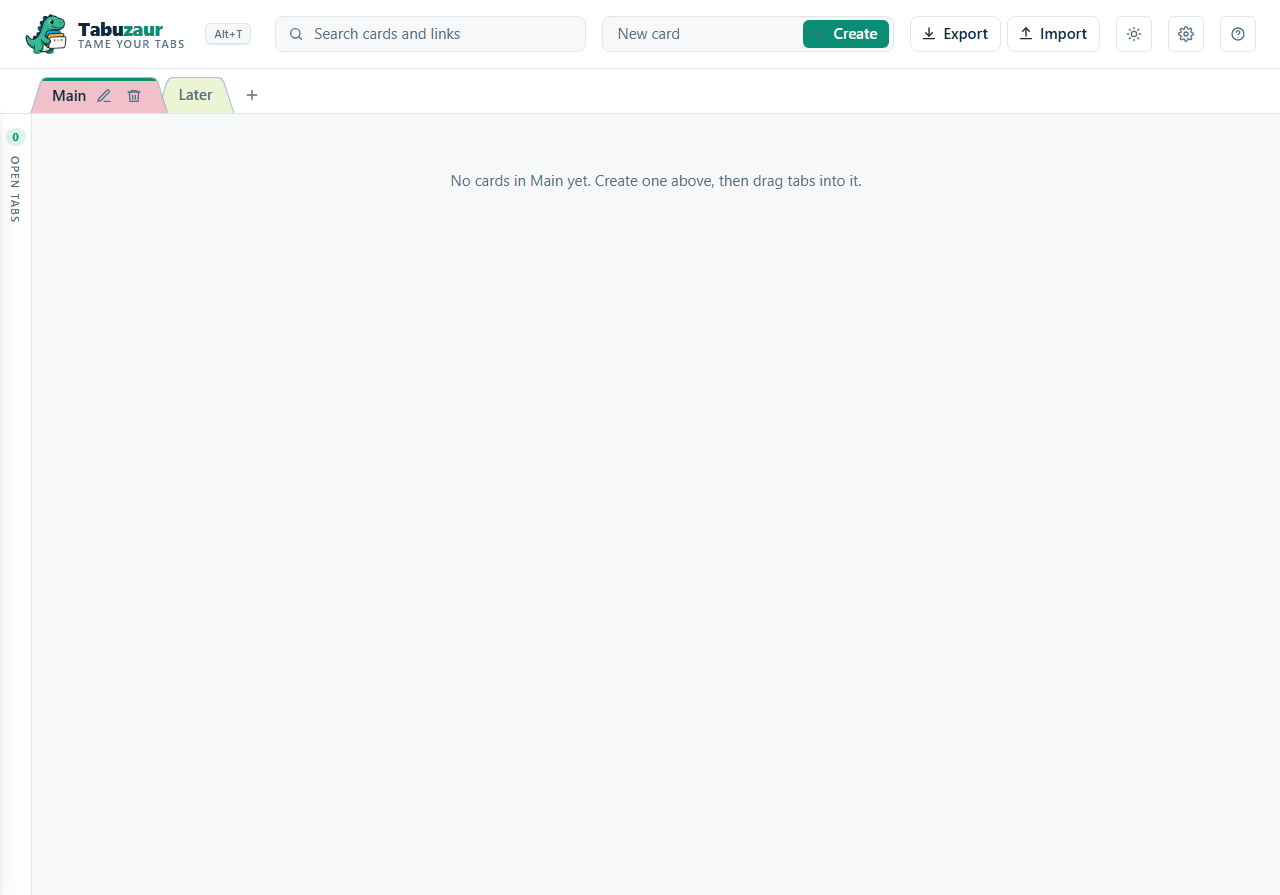 Tabuzaur
TAME YOUR TABS
Alt+T
Search cards and links
New card
Create
Export
Import
Main
Later
0
OPEN TABS
No cards in Main yet. Create one above, then drag tabs into it.